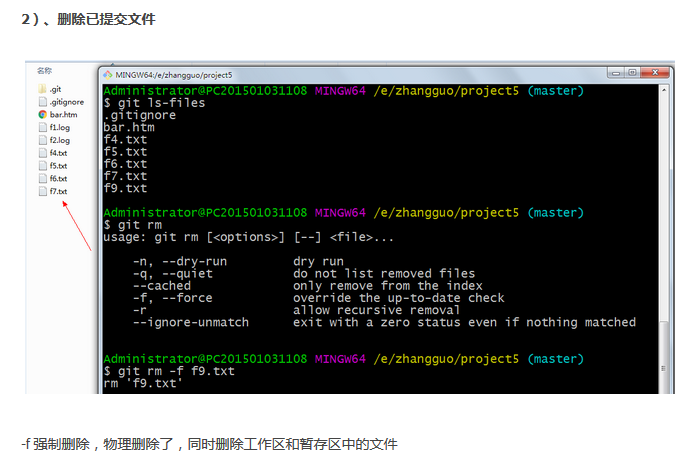 2）、删除已提交文件
名称
.git
.gitignore
bar.htm
f1.log
f2.log
f4.txt
f5.txt
f6.txt
f7.txt
MINGW64:/e/zhangguo/project5
Administrator@PC201501031108 MINGW64 /e/zhangguo/project5 (master)
$ git ls-files
.gitignore
bar.htm
f4.txt
f5.txt
f6.txt
f7.txt
f9.txt
Administrator@PC201501031108 MINGW64 /e/zhangguo/project5 (master)
$ git rm
usage: git rm [<options>] [--] <file>...
-n, --dry-run dry run
-q, --quiet do not list removed files
--cached only remove from the index
-f, --force override the up-to-date check
-r allow recursive removal
--ignore-unmatch exit with a zero status even if nothing matched
Administrator@PC201501031108 MINGW64 /e/zhangguo/project5 (master)
$ git rm -f f9.txt
rm 'f9.txt'
-f 强制删除，物理删除了，同时删除工作区和暂存区中的文件